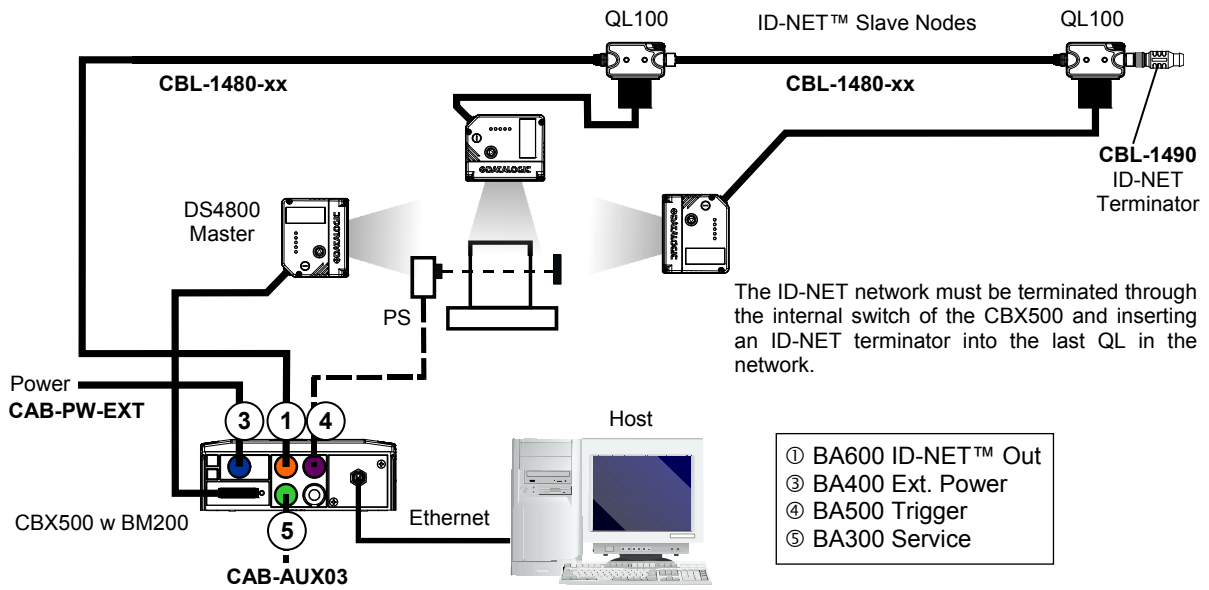 QL100
ID-NET™ Slave Nodes
QL100
CBL-1480-xx
CBL-1480-xx
CBL-1490
ID-NET
Terminator
DATALOGIC
DS4800
Master
DATALOGIC
DATALOGIC
PS
The ID-NET network must be terminated through
the internal switch of the CBX500 and inserting
an ID-NET terminator into the last QL in the
network.
Power
CAB-PW-EXT
3
1
4
Host
① BA600 ID-NET™ Out
③ BA400 Ext. Power
④ BA500 Trigger
⑤ BA300 Service
CBX500 w BM200
5
Ethernet
CAB-AUX03